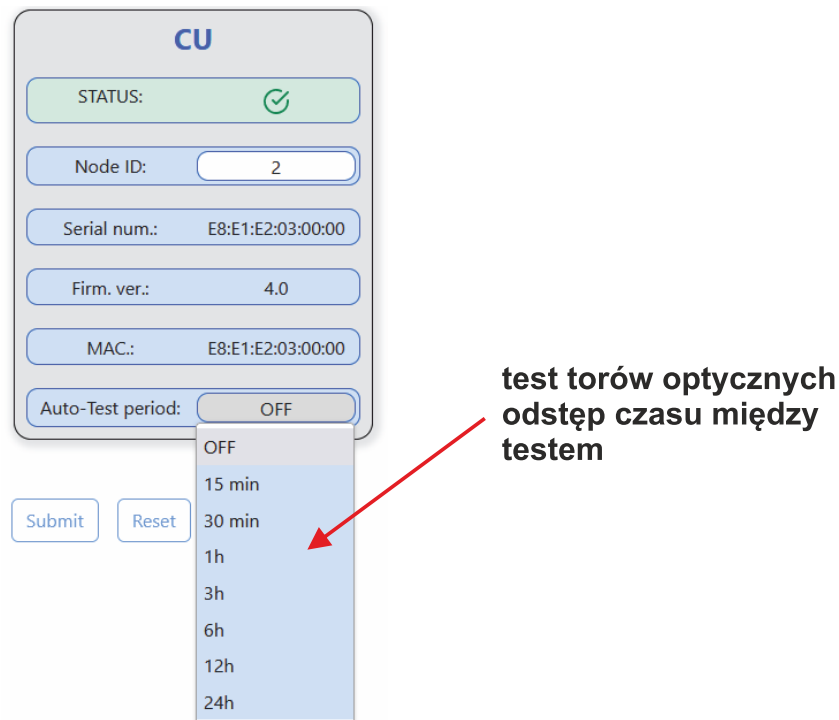 CU
STATUS:
Node ID: 2
Serial num.: E8:E1:E2:03:00:00
Firm. ver.: 4.0
MAC.: E8:E1:E2:03:00:00
Auto-Test period: OFF
OFF
15 min
30 min
1h
3h
6h
12h
24h
Submit Reset
test torów optycznych
odstęp czasu między
testem